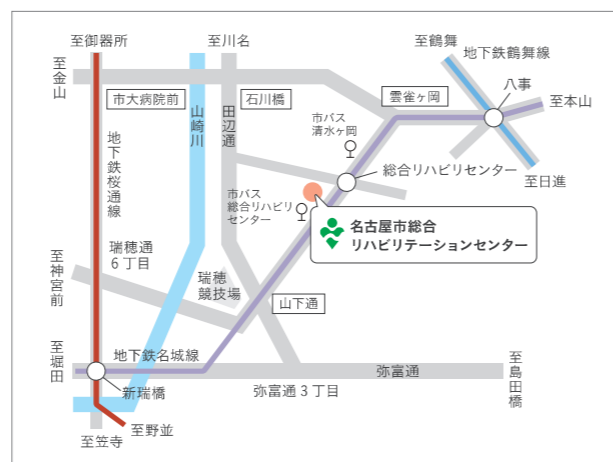 至御器所
至川名
至鶴舞
地下鉄鶴舞線
至金山
八事
至本山
市大病院前
石川橋
雲雀ヶ岡
山崎川
田辺通
市バス
清水ヶ岡
地下鉄桜通線
総合リハビリセンター
至日進
市バス
総合リハビリ
センター
名古屋市総合
リハビリテーションセンター
瑞穂通
6丁目
至神宮前
瑞穂
競技場
山下通
至堀田
地下鉄名城線
弥富通
至島田橋
新瑞橋
弥富通3丁目
至野並
至笠寺